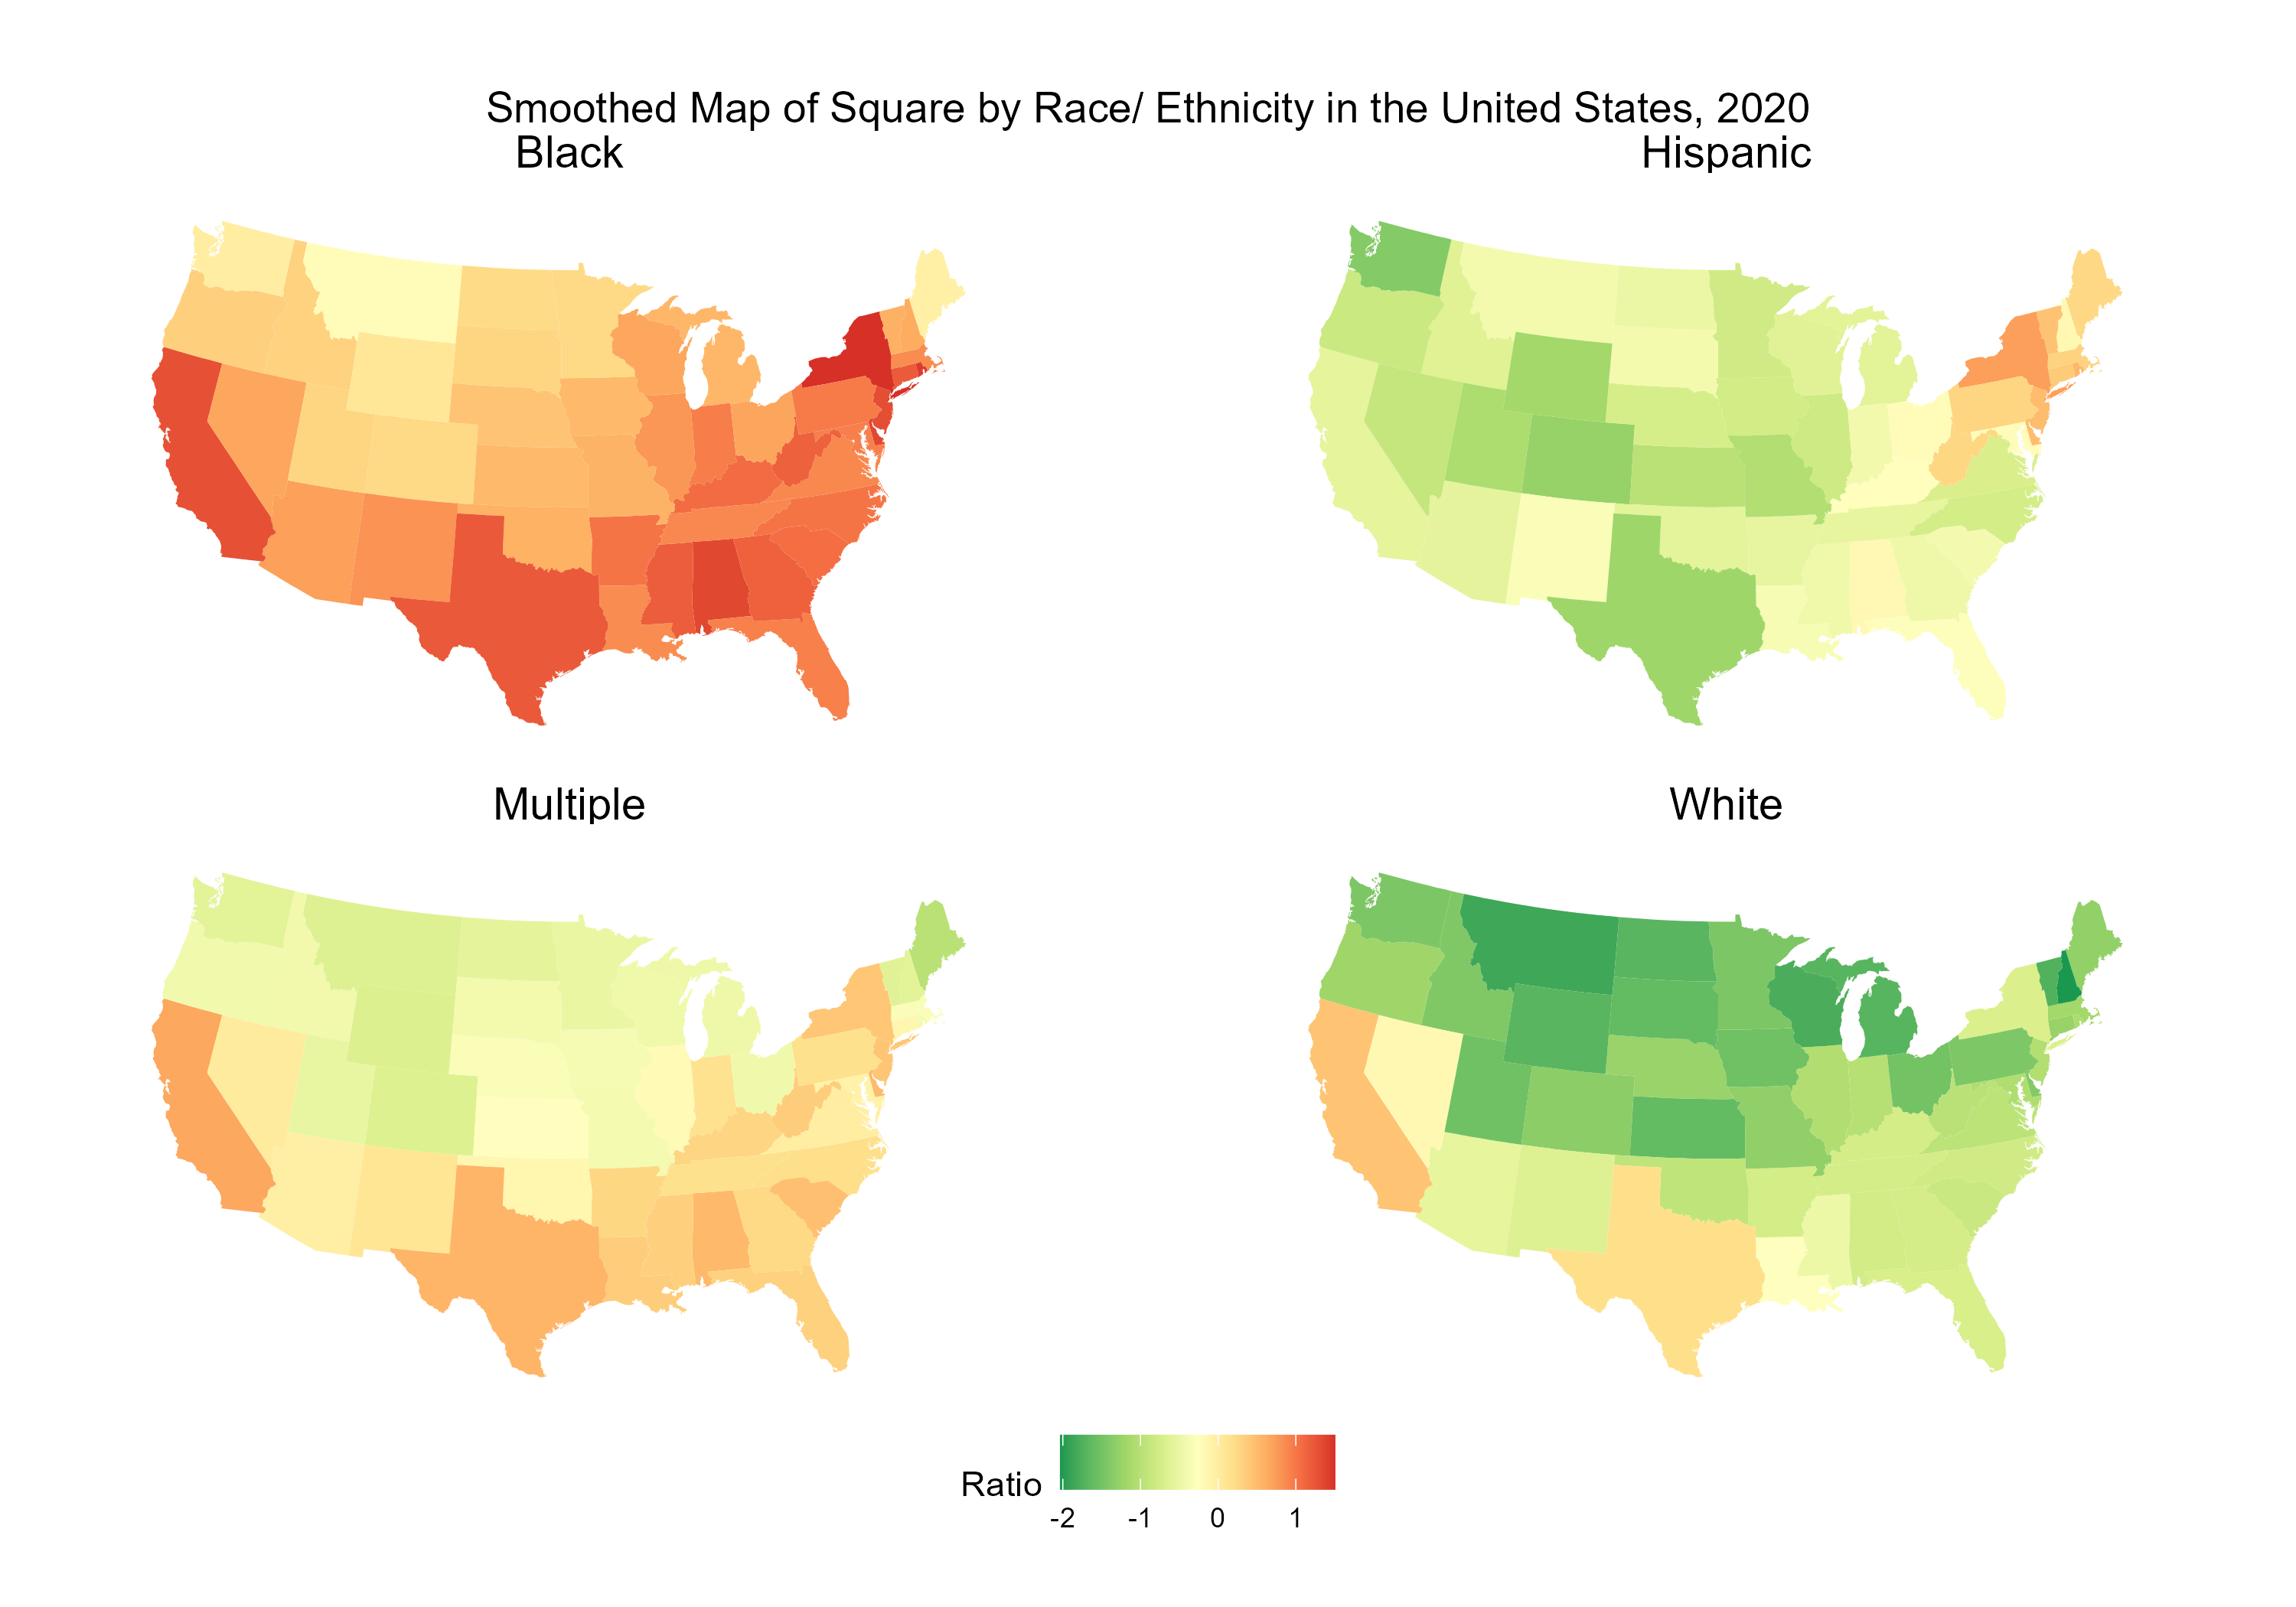 Smoothed Map of Square by Race/ Ethnicity in the United States, 2020
Black
Hispanic
Multiple
White
Ratio
-2 -1 0 1